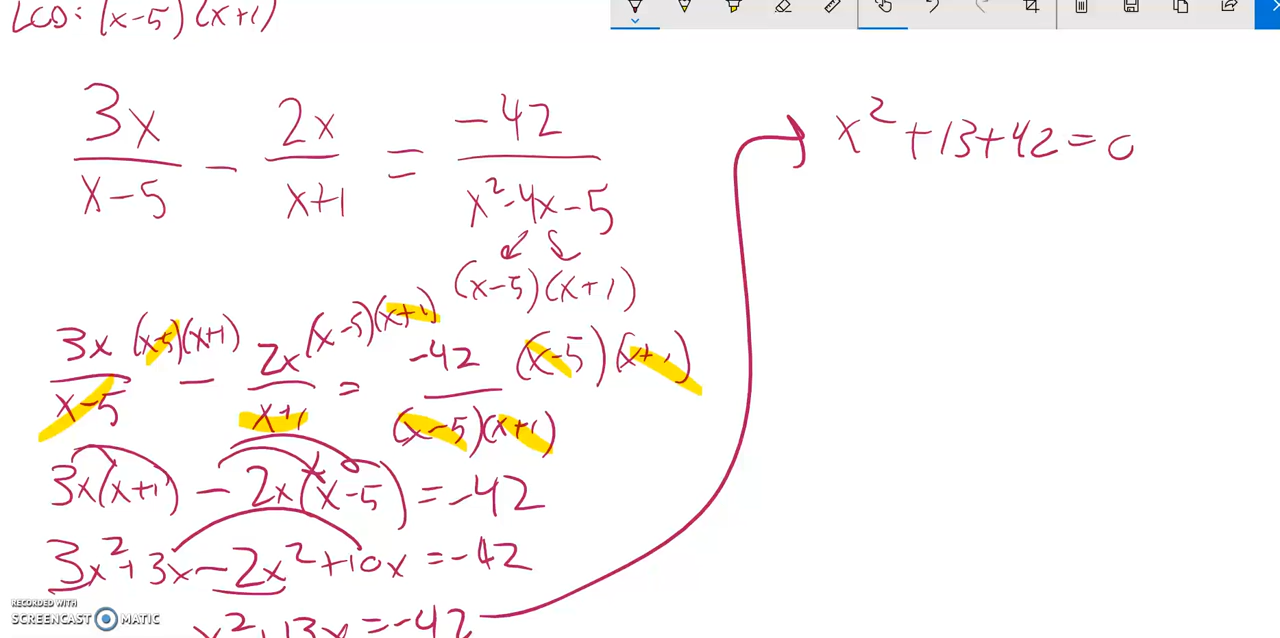 LCD: (x-5)(x+1)
3x/(x-5) - 2x/(x+1) = -42/(x²-4x-5)
(x-5)(x+1)
3x(x-5)(x+1)/(x-5) - 2x(x-5)(x+1)/(x+1) = -42(x-5)(x+1)/((x-5)(x+1))
3x(x+1) - 2x(x-5) = -42
3x²+3x-2x²+10x = -42
x²+13x = -42
x²+13+42=0
RECORDED WITH
SCREENCAST MATIC